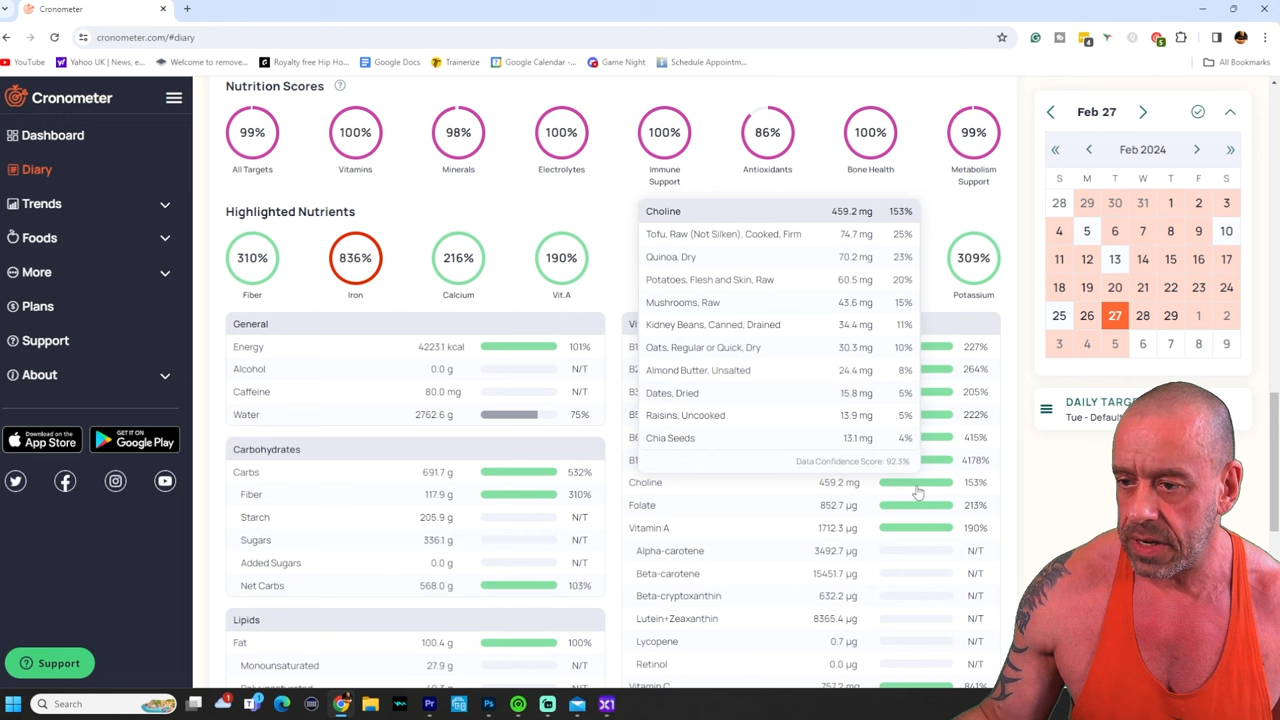 Cronometer
cronometer.com/#diary
YouTube
Yahoo UK | News, e...
Welcome to remove...
Royalty free Hip Ho...
Google Docs
Trainerize
Google Calendar -...
Game Night
Schedule Appointm...
All Bookmarks
Cronometer
Dashboard
Diary
Trends
Foods
More
Plans
Support
About
Download on the App Store
GET IT ON Google Play
Support
Nutrition Scores
99%
100%
98%
100%
100%
86%
100%
99%
All Targets
Vitamins
Minerals
Electrolytes
Immune Support
Antioxidants
Bone Health
Metabolism Support
Highlighted Nutrients
310%
836%
216%
190%
309%
Fiber
Iron
Calcium
Vit.A
Potassium
General
Energy 4223.1 kcal 101%
Alcohol 0.0 g N/T
Caffeine 80.0 mg N/T
Water 2762.6 g 75%
Carbohydrates
Carbs 691.7 g 532%
Fiber 117.9 g 310%
Starch 205.9 g N/T
Sugars 336.1 g N/T
Added Sugars 0.0 g N/T
Net Carbs 568.0 g 103%
Lipids
Fat 100.4 g 100%
Monounsaturated 27.9 g N/T
Choline 459.2 mg 153%
Tofu, Raw (Not Silken), Cooked, Firm 74.7 mg 25%
Quinoa, Dry 70.2 mg 23%
Potatoes, Flesh and Skin, Raw 60.5 mg 20%
Mushrooms, Raw 43.6 mg 15%
Kidney Beans, Canned, Drained 34.4 mg 11%
Oats, Regular or Quick, Dry 30.3 mg 10%
Almond Butter, Unsalted 24.4 mg 8%
Dates, Dried 15.8 mg 5%
Raisins, Uncooked 13.9 mg 5%
Chia Seeds 13.1 mg 4%
Data Confidence Score: 92.3%
227%
264%
205%
222%
415%
4178%
Choline 459.2 mg 153%
Folate 852.7 µg 213%
Vitamin A 1712.3 µg 190%
Alpha-carotene 3492.7 µg N/T
Beta-carotene 15451.7 µg N/T
Beta-cryptoxanthin 632.2 µg N/T
Lutein+Zeaxanthin 8365.4 µg N/T
Lycopene 0.7 µg N/T
Retinol 0.0 µg N/T
Vitamin C 757.2 mg 841%
Feb 27
Feb 2024
S M T W T F S
28 29 30 31 1 2 3
4 5 6 7 8 9 10
11 12 13 14 15 16 17
18 19 20 21 22 23 24
25 26 27 28 29 1 2
3 4 5 6 7 8 9
DAILY
Tue - Default
Search